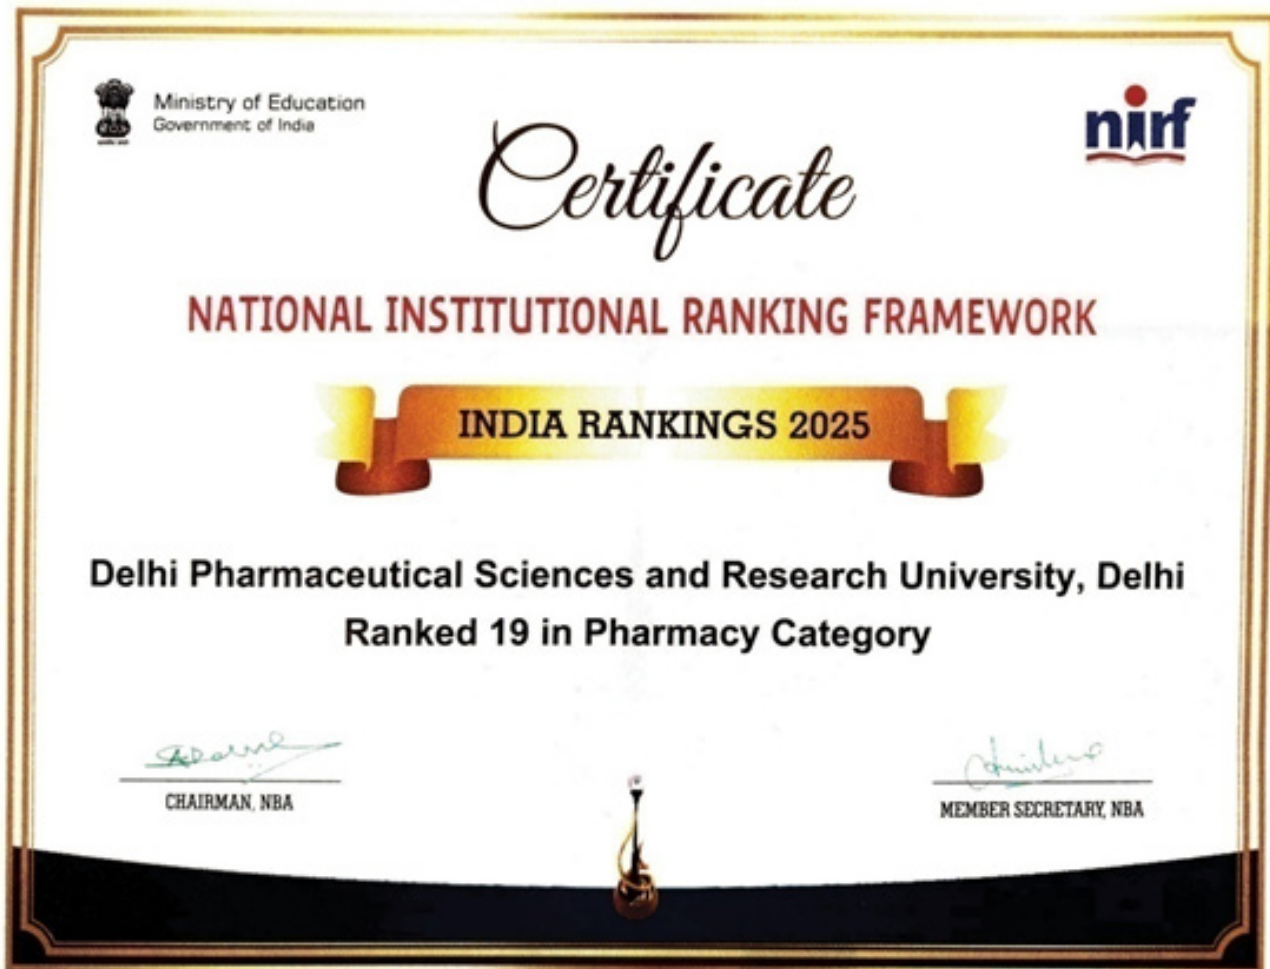 Ministry of Education
Government of India
nirf
Certificate
NATIONAL INSTITUTIONAL RANKING FRAMEWORK
INDIA RANKINGS 2025
Delhi Pharmaceutical Sciences and Research University, Delhi
Ranked 19 in Pharmacy Category
CHAIRMAN, NBA
MEMBER SECRETARY, NBA